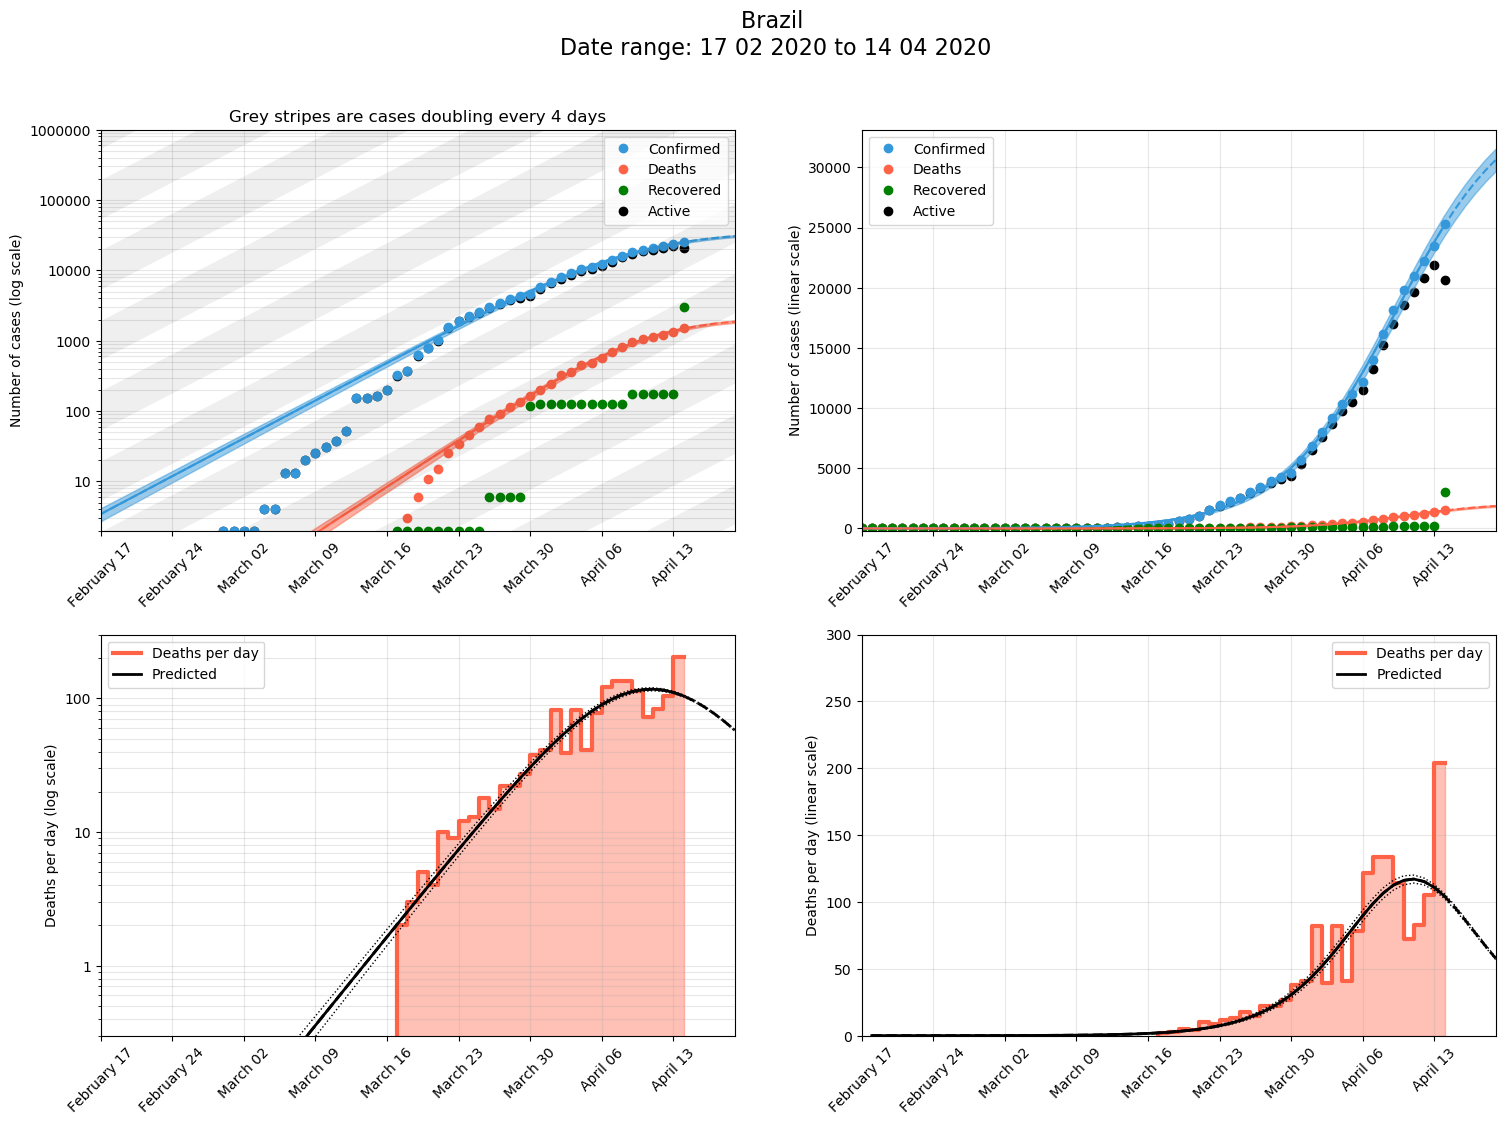 Brazil
Date range: 17 02 2020 to 14 04 2020
Grey stripes are cases doubling every 4 days
Number of cases (log scale)
1000000
100000
10000
1000
100
10
Confirmed
Deaths
Recovered
Active
February 17
February 24
March 02
March 09
March 16
March 23
March 30
April 06
April 13
Number of cases (linear scale)
30000
25000
20000
15000
10000
5000
0
Confirmed
Deaths
Recovered
Active
February 17
February 24
March 02
March 09
March 16
March 23
March 30
April 06
April 13
Deaths per day (log scale)
100
10
1
Deaths per day
Predicted
February 17
February 24
March 02
March 09
March 16
March 23
March 30
April 06
April 13
Deaths per day (linear scale)
300
250
200
150
100
50
0
Deaths per day
Predicted
February 17
February 24
March 02
March 09
March 16
March 23
March 30
April 06
April 13